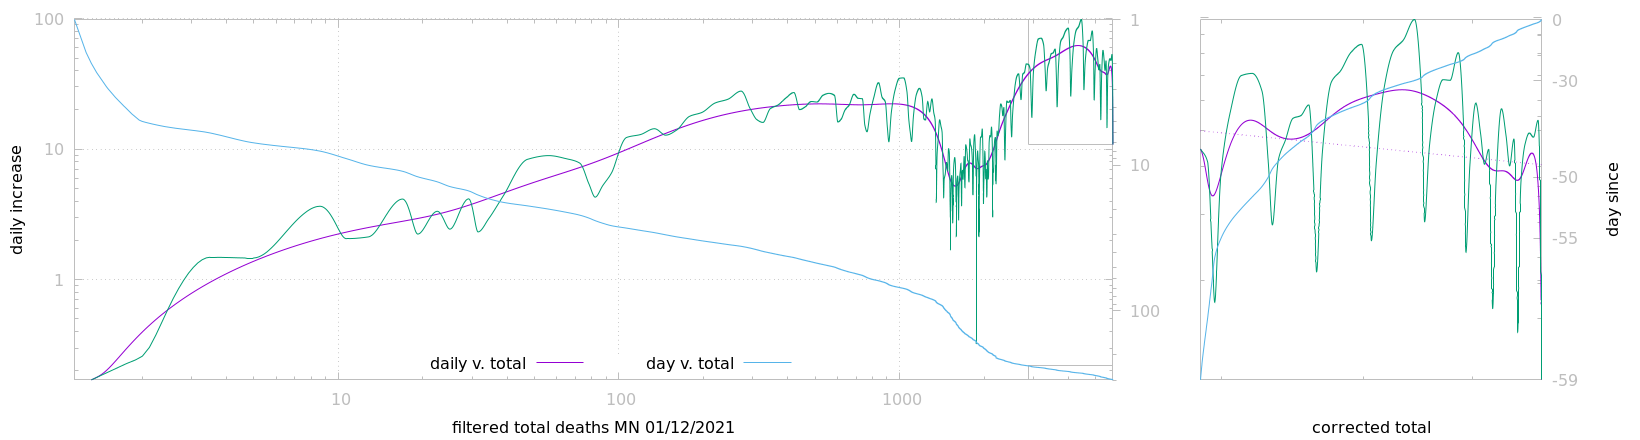 100
10
1
daily increase
10
100
1000
filtered total deaths MN 01/12/2021
daily v. total
day v. total
1
10
100
0
-30
-50
-55
-59
day since
corrected total